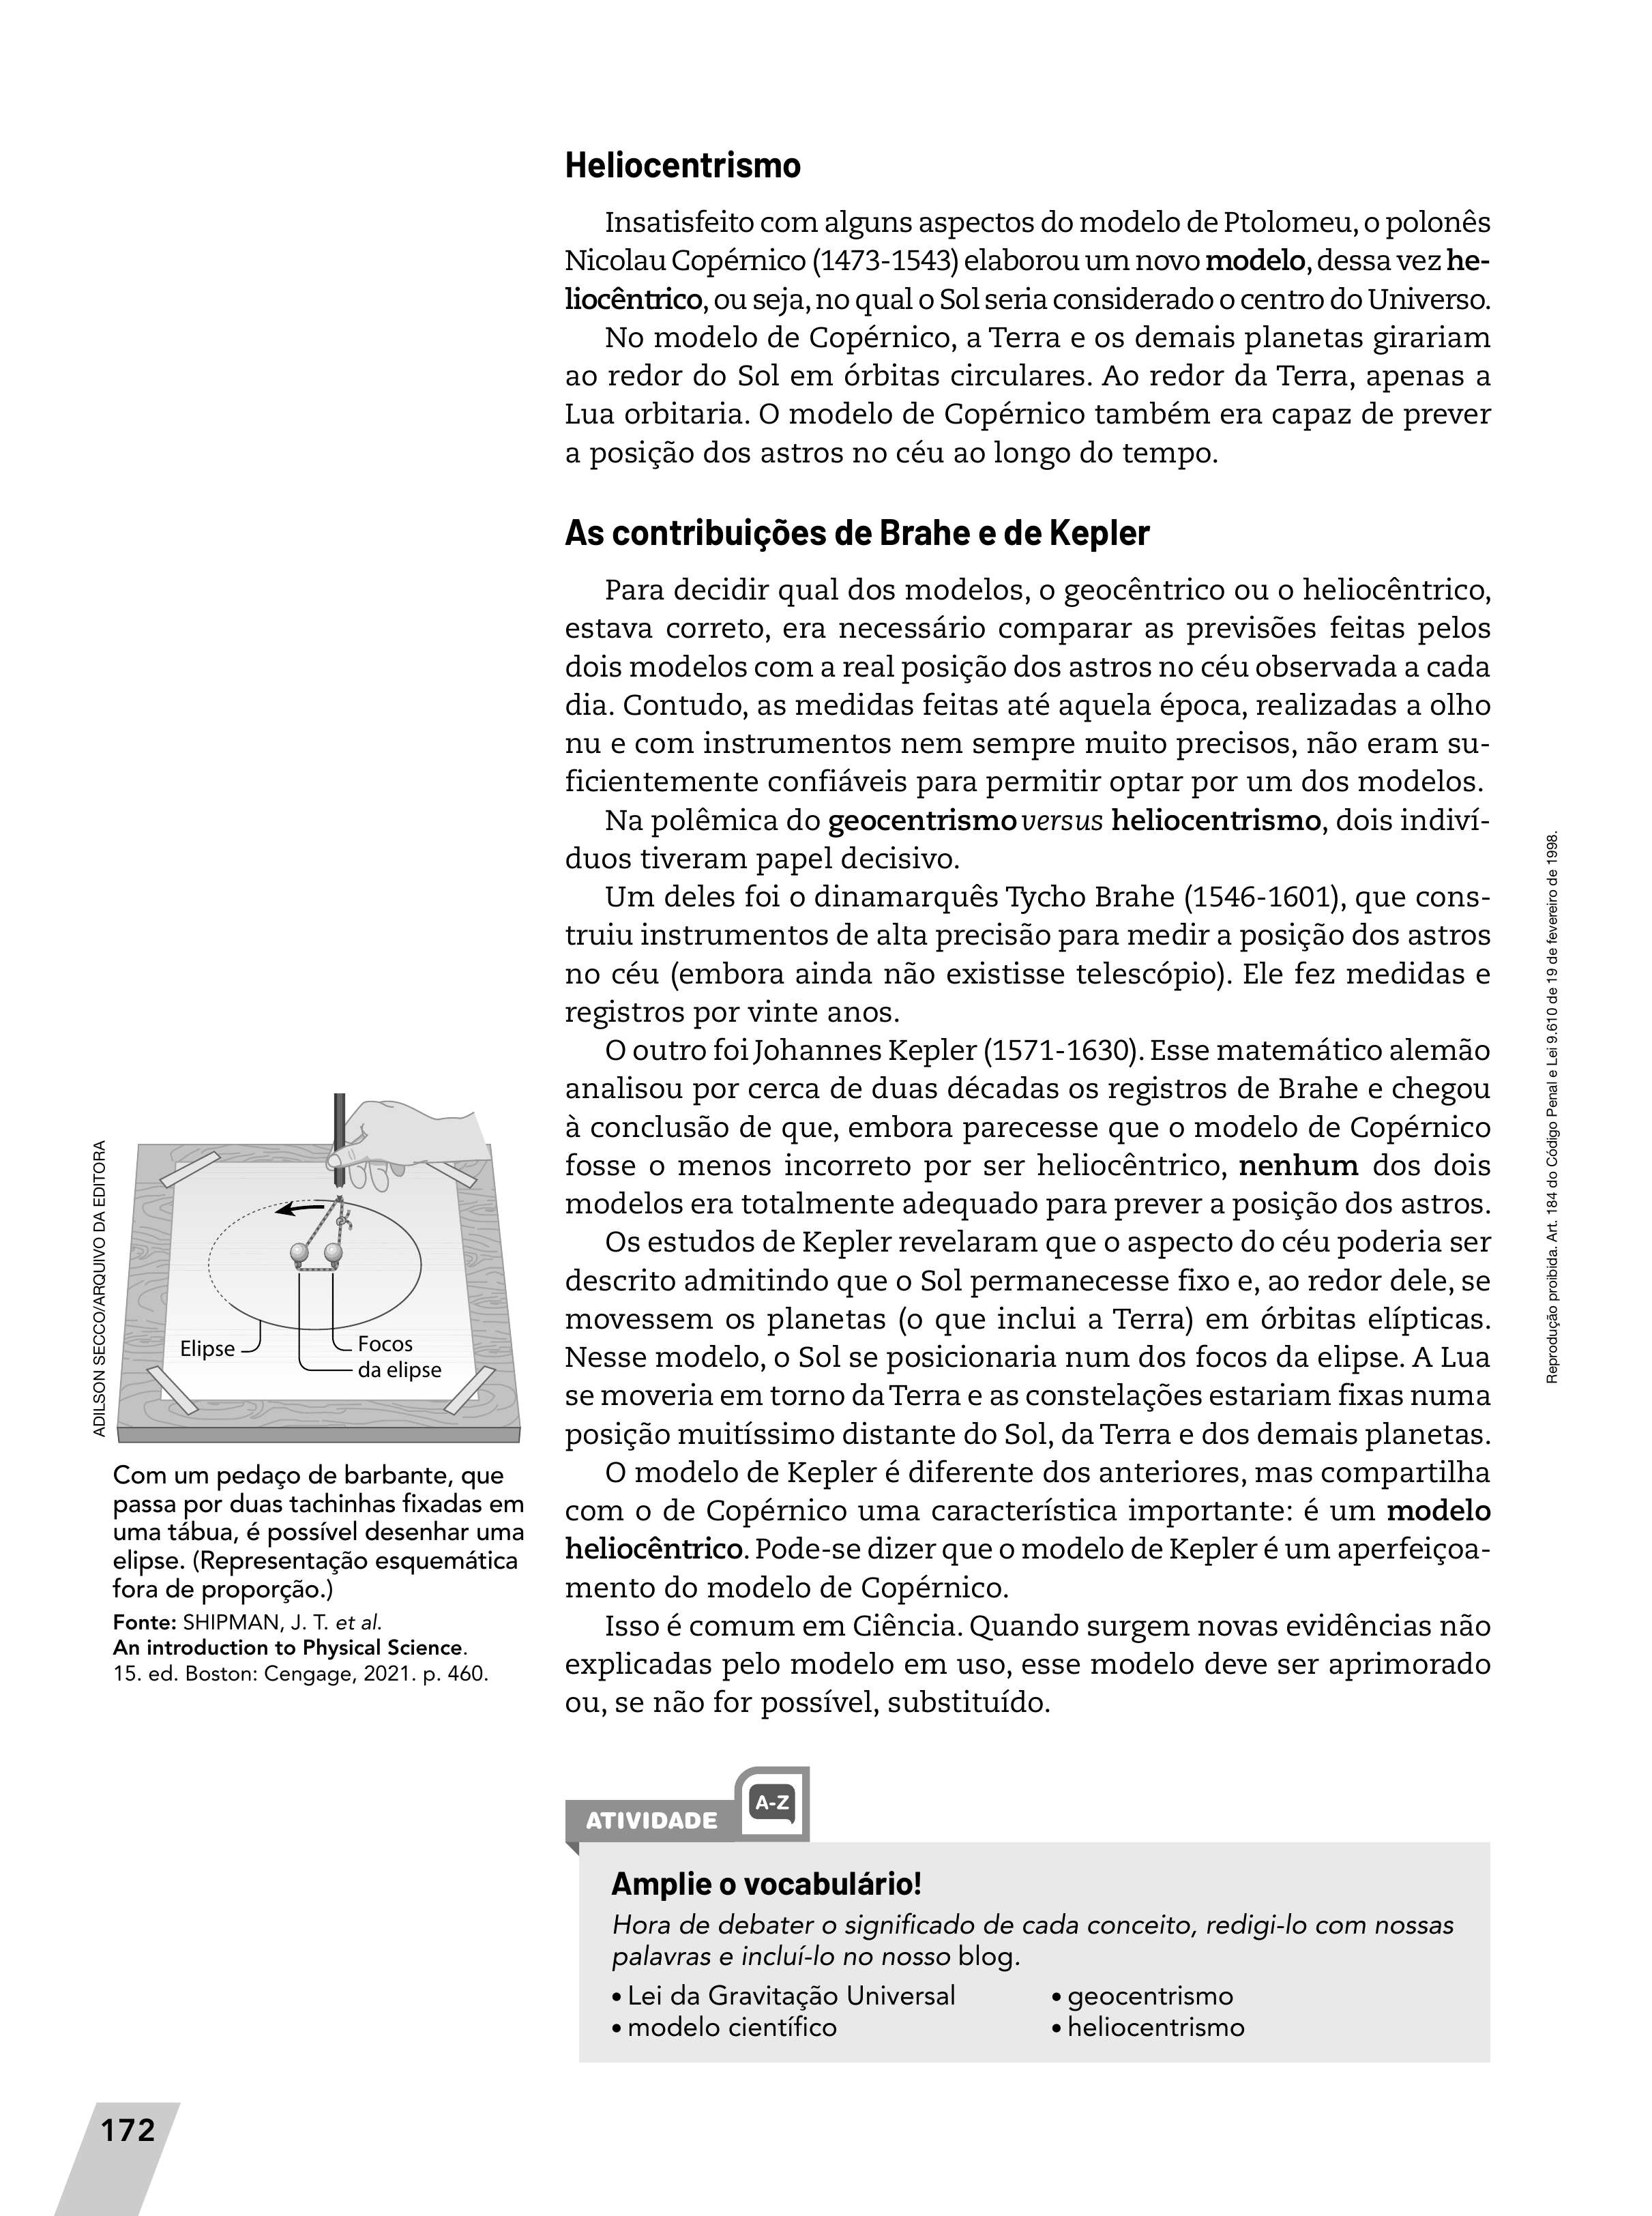 Heliocentrismo
Insatisfeito com alguns aspectos do modelo de Ptolomeu, o polonês
Nicolau Copérnico (1473-1543) elaborou um novo modelo, dessa vez he-
liocêntrico, ou seja, no qual o Sol seria considerado o centro do Universo.
No modelo de Copérnico, a Terra e os demais planetas girariam
ao redor do Sol em órbitas circulares. Ao redor da Terra, apenas a
Lua orbitaria. O modelo de Copérnico também era capaz de prever
a posição dos astros no céu ao longo do tempo.
As contribuições de Brahe e de Kepler
Para decidir qual dos modelos, o geocêntrico ou o heliocêntrico,
estava correto, era necessário comparar as previsões feitas pelos
dois modelos com a real posição dos astros no céu observada a cada
dia. Contudo, as medidas feitas até aquela época, realizadas a olho
nu e com instrumentos nem sempre muito precisos, não eram su-
ficientemente confiáveis para permitir optar por um dos modelos.
Na polêmica do geocentrismo versus heliocentrismo, dois indiví-
duos tiveram papel decisivo.
Um deles foi o dinamarquês Tycho Brahe (1546-1601), que cons-
truiu instrumentos de alta precisão para medir a posição dos astros
no céu (embora ainda não existisse telescópio). Ele fez medidas e
registros por vinte anos.
O outro foi Johannes Kepler (1571-1630). Esse matemático alemão
analisou por cerca de duas décadas os registros de Brahe e chegou
à conclusão de que, embora parecesse que o modelo de Copérnico
fosse o menos incorreto por ser heliocêntrico, nenhum dos dois
modelos era totalmente adequado para prever a posição dos astros.
Os estudos de Kepler revelaram que o aspecto do céu poderia ser
descrito admitindo que o Sol permanecesse fixo e, ao redor dele, se
movessem os planetas (o que inclui a Terra) em órbitas elípticas.
Nesse modelo, o Sol se posicionaria num dos focos da elipse. A Lua
se moveria em torno da Terra e as constelações estariam fixas numa
posição muitíssimo distante do Sol, da Terra e dos demais planetas.
O modelo de Kepler é diferente dos anteriores, mas compartilha
com o de Copérnico uma característica importante: é um modelo
heliocêntrico. Pode-se dizer que o modelo de Kepler é um aperfeiçoa-
mento do modelo de Copérnico.
Isso é comum em Ciência. Quando surgem novas evidências não
explicadas pelo modelo em uso, esse modelo deve ser aprimorado
ou, se não for possível, substituído.
ADILSON SECCO/ARQUIVO DA EDITORA
Elipse
Focos
da elipse
Com um pedaço de barbante, que
passa por duas tachinhas fixadas em
uma tábua, é possível desenhar uma
elipse. (Representação esquemática
fora de proporção.)
Fonte: SHIPMAN, J. T. et al.
An introduction to Physical Science.
15. ed. Boston: Cengage, 2021. p. 460.
Reprodução proibida. Art. 184 do Código Penal e Lei 9.610 de 19 de fevereiro de 1998.
ATIVIDADE
A-Z
Amplie o vocabulário!
Hora de debater o significado de cada conceito, redigi-lo com nossas
palavras e incluí-lo no nosso blog.
• Lei da Gravitação Universal
• modelo científico
• geocentrismo
• heliocentrismo
172